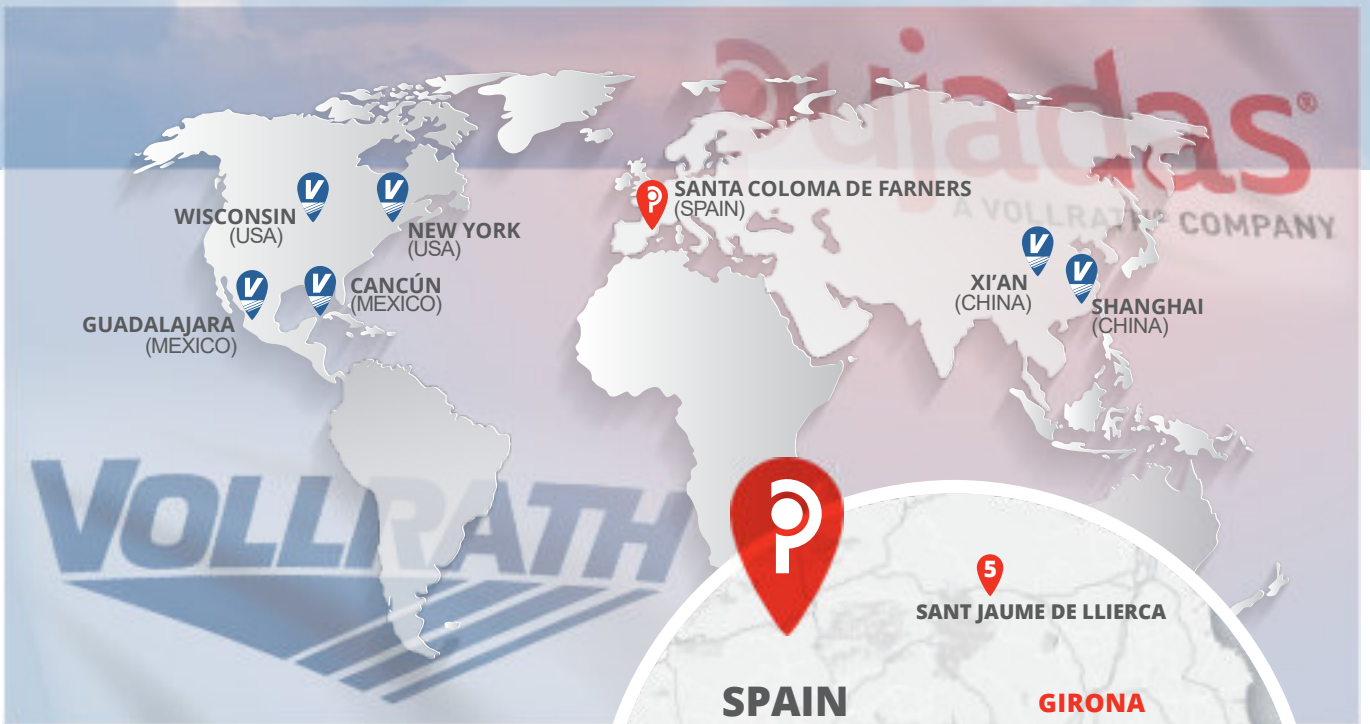 Pujadas®
A VOLLRATH® COMPANY
SANTA COLOMA DE FARNERS
(SPAIN)
WISCONSIN
(USA)
NEW YORK
(USA)
XI'AN
(CHINA)
CANCÚN
(MEXICO)
SHANGHAI
(CHINA)
GUADALAJARA
(MEXICO)
VOLLRATH
5
SANT JAUME DE LLIERCA
SPAIN
GIRONA